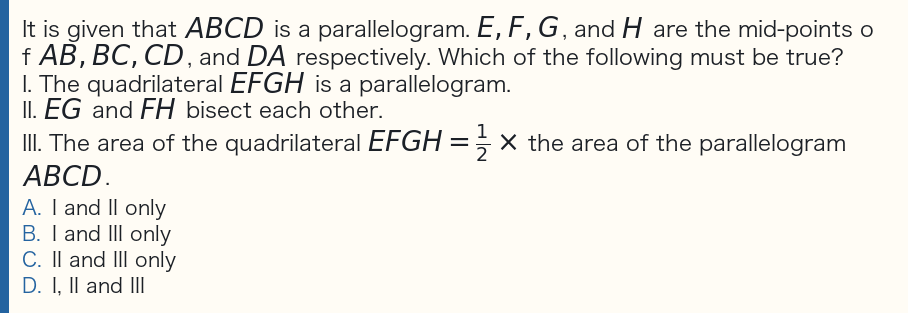 It is given that ABCD is a parallelogram. E, F, G, and H are the mid-points o
f AB, BC, CD, and DA respectively. Which of the following must be true?
I. The quadrilateral EFGH is a parallelogram.
II. EG and FH bisect each other.
III. The area of the quadrilateral EFGH = \frac{1}{2} × the area of the parallelogram
ABCD.
A. I and II only
B. I and III only
C. II and III only
D. I, II and III